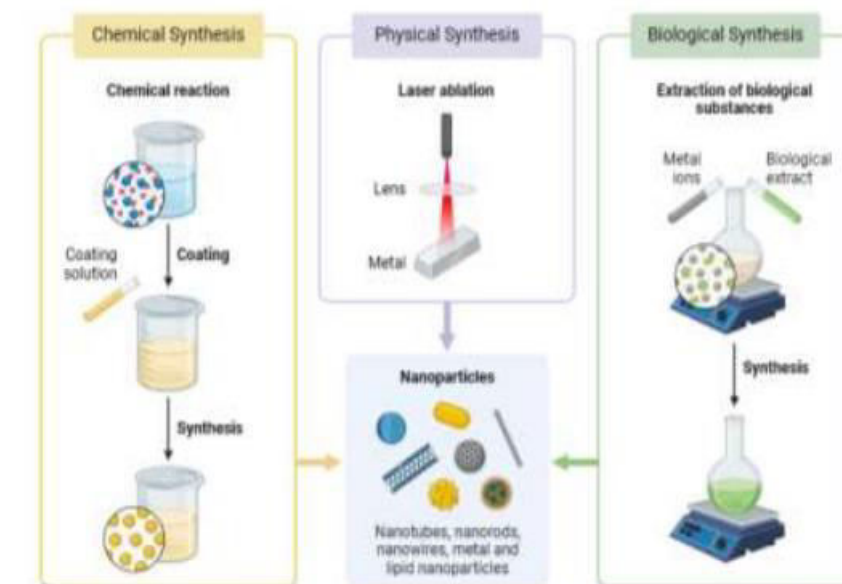 Chemical Synthesis
Chemical reaction
Coating
solution
Coating
Synthesis
Physical Synthesis
Laser ablation
Lens
Metal
Nanoparticles
Nanotubes, nanorods,
nanowires, metal and
lipid nanoparticles
Biological Synthesis
Extraction of biological
substances
Metal
ions
Biological
extract
Synthesis